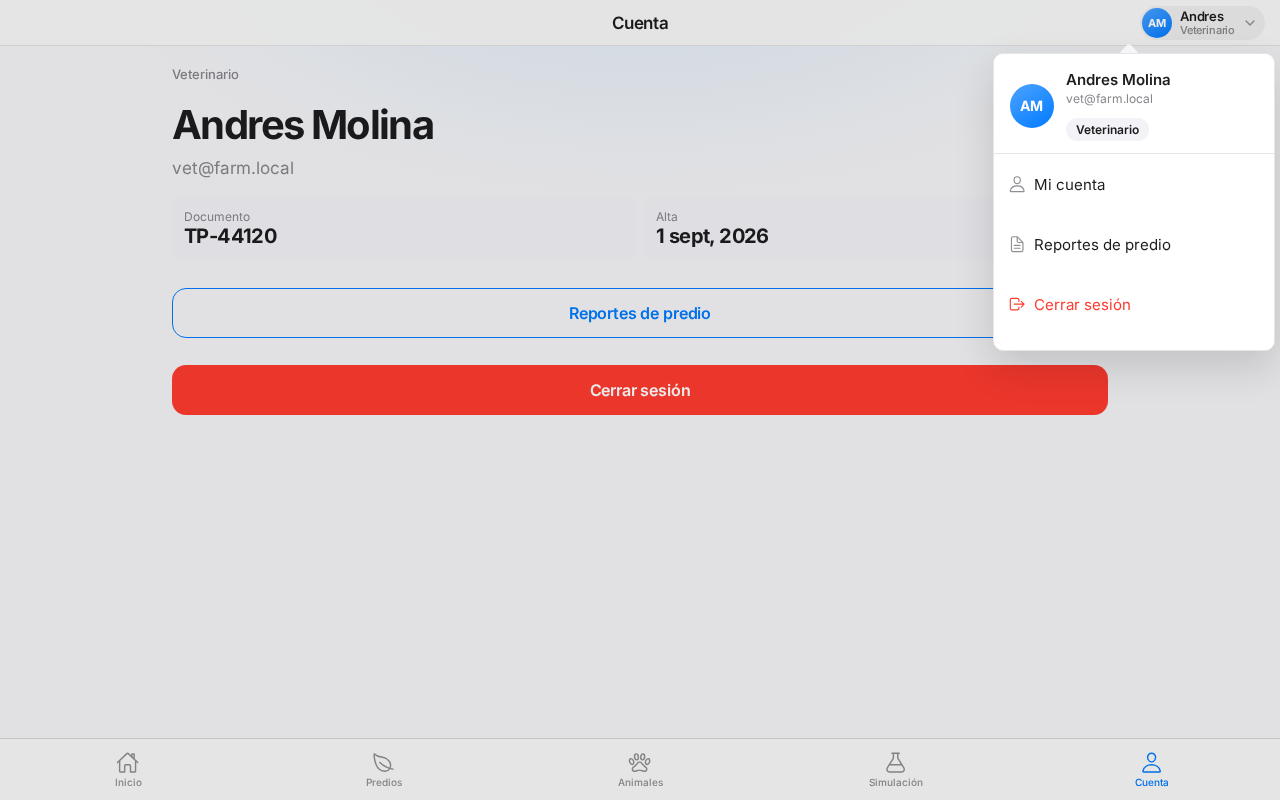 Cuenta
AM
Andres
Veterinario
Veterinario
Andres Molina
vet@farm.local
Documento
TP-44120
Alta
1 sept, 2026
Reportes de predio
Cerrar sesión
AM
Andres Molina
vet@farm.local
Veterinario
Mi cuenta
Reportes de predio
Cerrar sesión
Inicio
Predios
Animales
Simulación
Cuenta